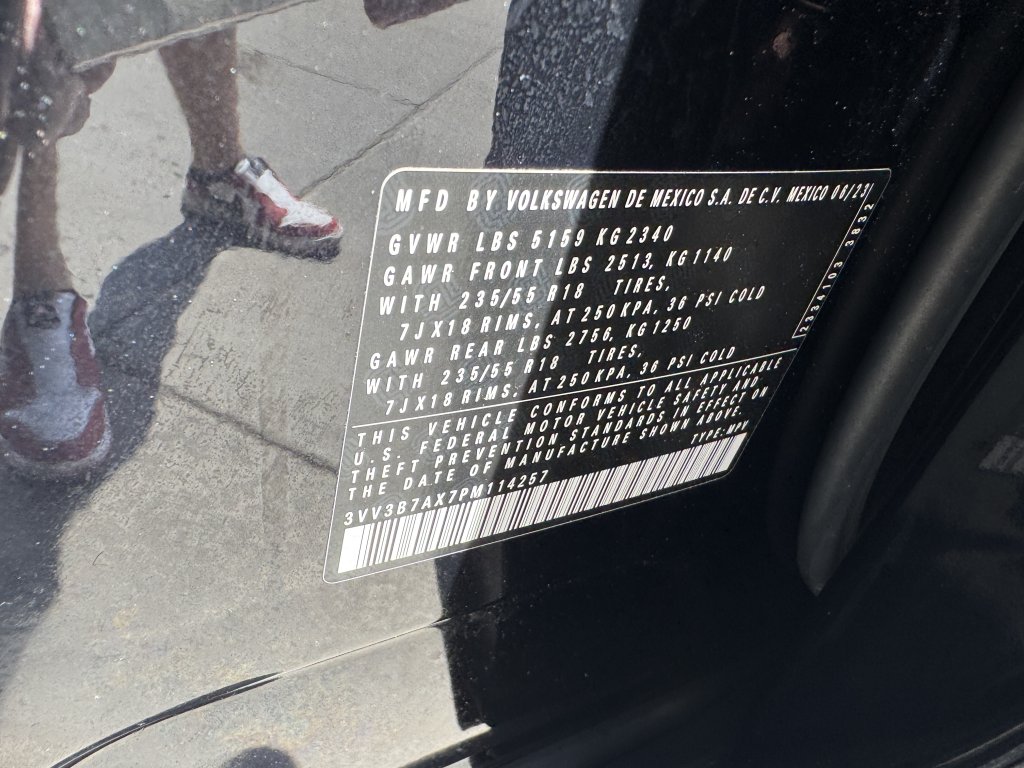 MFD BY VOLKSWAGEN DE MEXICO S.A. DE C.V. MEXICO 06/23
GVWR LBS 5159 KG 2340
GAWR FRONT LBS 2513, KG 1140
WITH 235/55 R18 TIRES,
7JX18 RIMS, AT 250 KPA, 36 PSI COLD
GAWR REAR LBS 2756, KG 1250
WITH 235/55 R18 TIRES,
7JX18 RIMS, AT 250 KPA, 36 PSI COLD
THIS VEHICLE CONFORMS TO ALL APPLICABLE
U.S. FEDERAL MOTOR VEHICLE SAFETY AND
THEFT PREVENTION STANDARDS IN EFFECT ON
THE DATE OF MANUFACTURE SHOWN ABOVE.
3VV3B7AX7PM114257 TYPE:MPV
3832